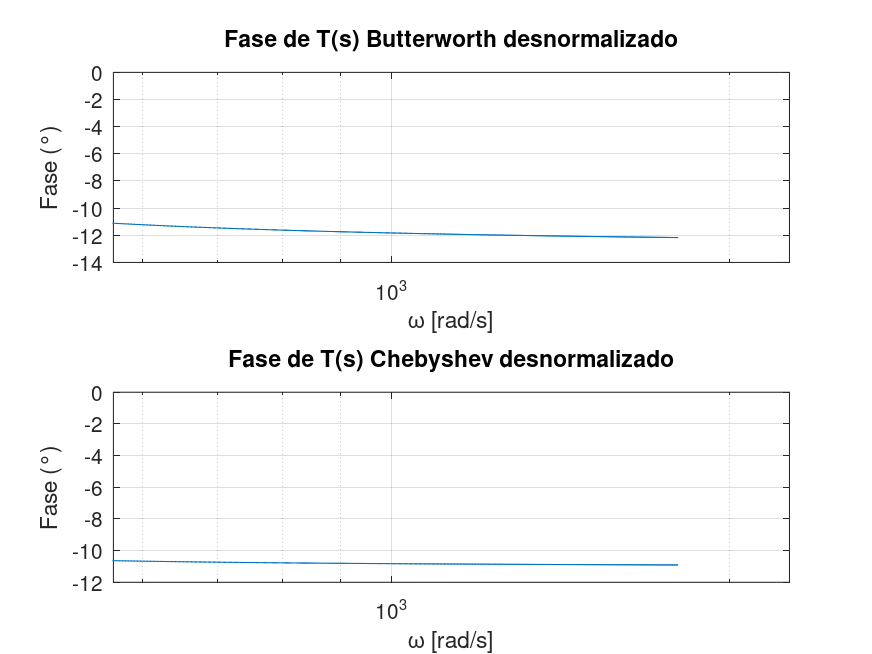 Fase de T(s) Butterworth desnormalizado
0
-2
-4
-6
-8
-10
-12
-14
Fase (°)
10³
ω [rad/s]
Fase de T(s) Chebyshev desnormalizado
0
-2
-4
-6
-8
-10
-12
Fase (°)
10³
ω [rad/s]